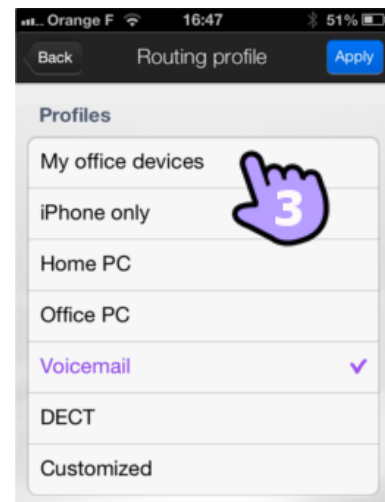 Orange F 16:47 51%
Back Routing profile Apply
Profiles
My office devices
3
iPhone only
Home PC
Office PC
Voicemail
DECT
Customized